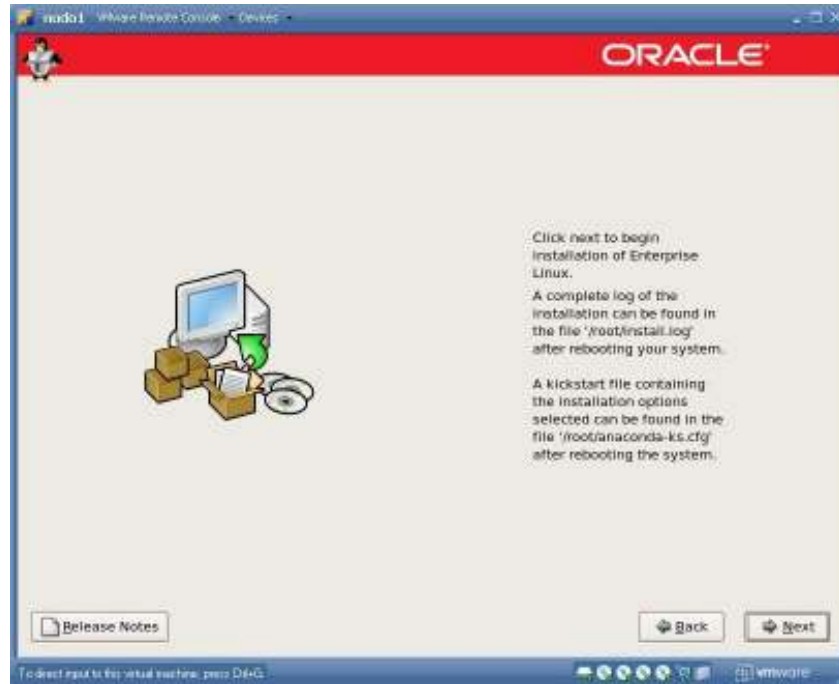 nodo1 VMware Remote Console Devices
ORACLE
Click next to begin
installation of Enterprise
Linux.
A complete log of the
installation can be found in
the file '/root/install.log'
after rebooting your system.
A kickstart file containing
the installation options
selected can be found in the
file '/root/anaconda-ks.cfg'
after rebooting the system.
Release Notes
Back
Next
To direct input to this virtual machine, press Ctrl+G.
vmware